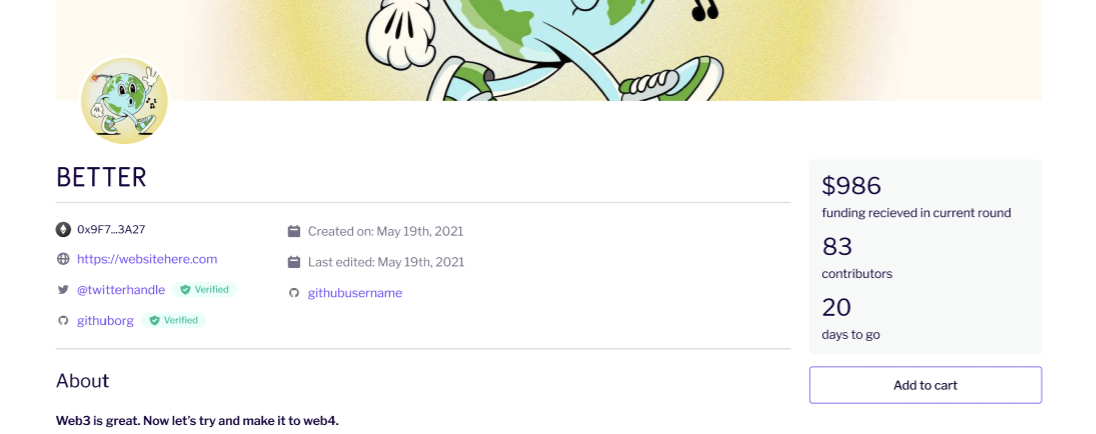 BETTER
0x9F7...3A27
https://websitehere.com
@twitterhandle Verified
githuborg Verified
Created on: May 19th, 2021
Last edited: May 19th, 2021
githubusername
About
Web3 is great. Now let's try and make it to web4.
$986
funding recieved in current round
83
contributors
20
days to go
Add to cart